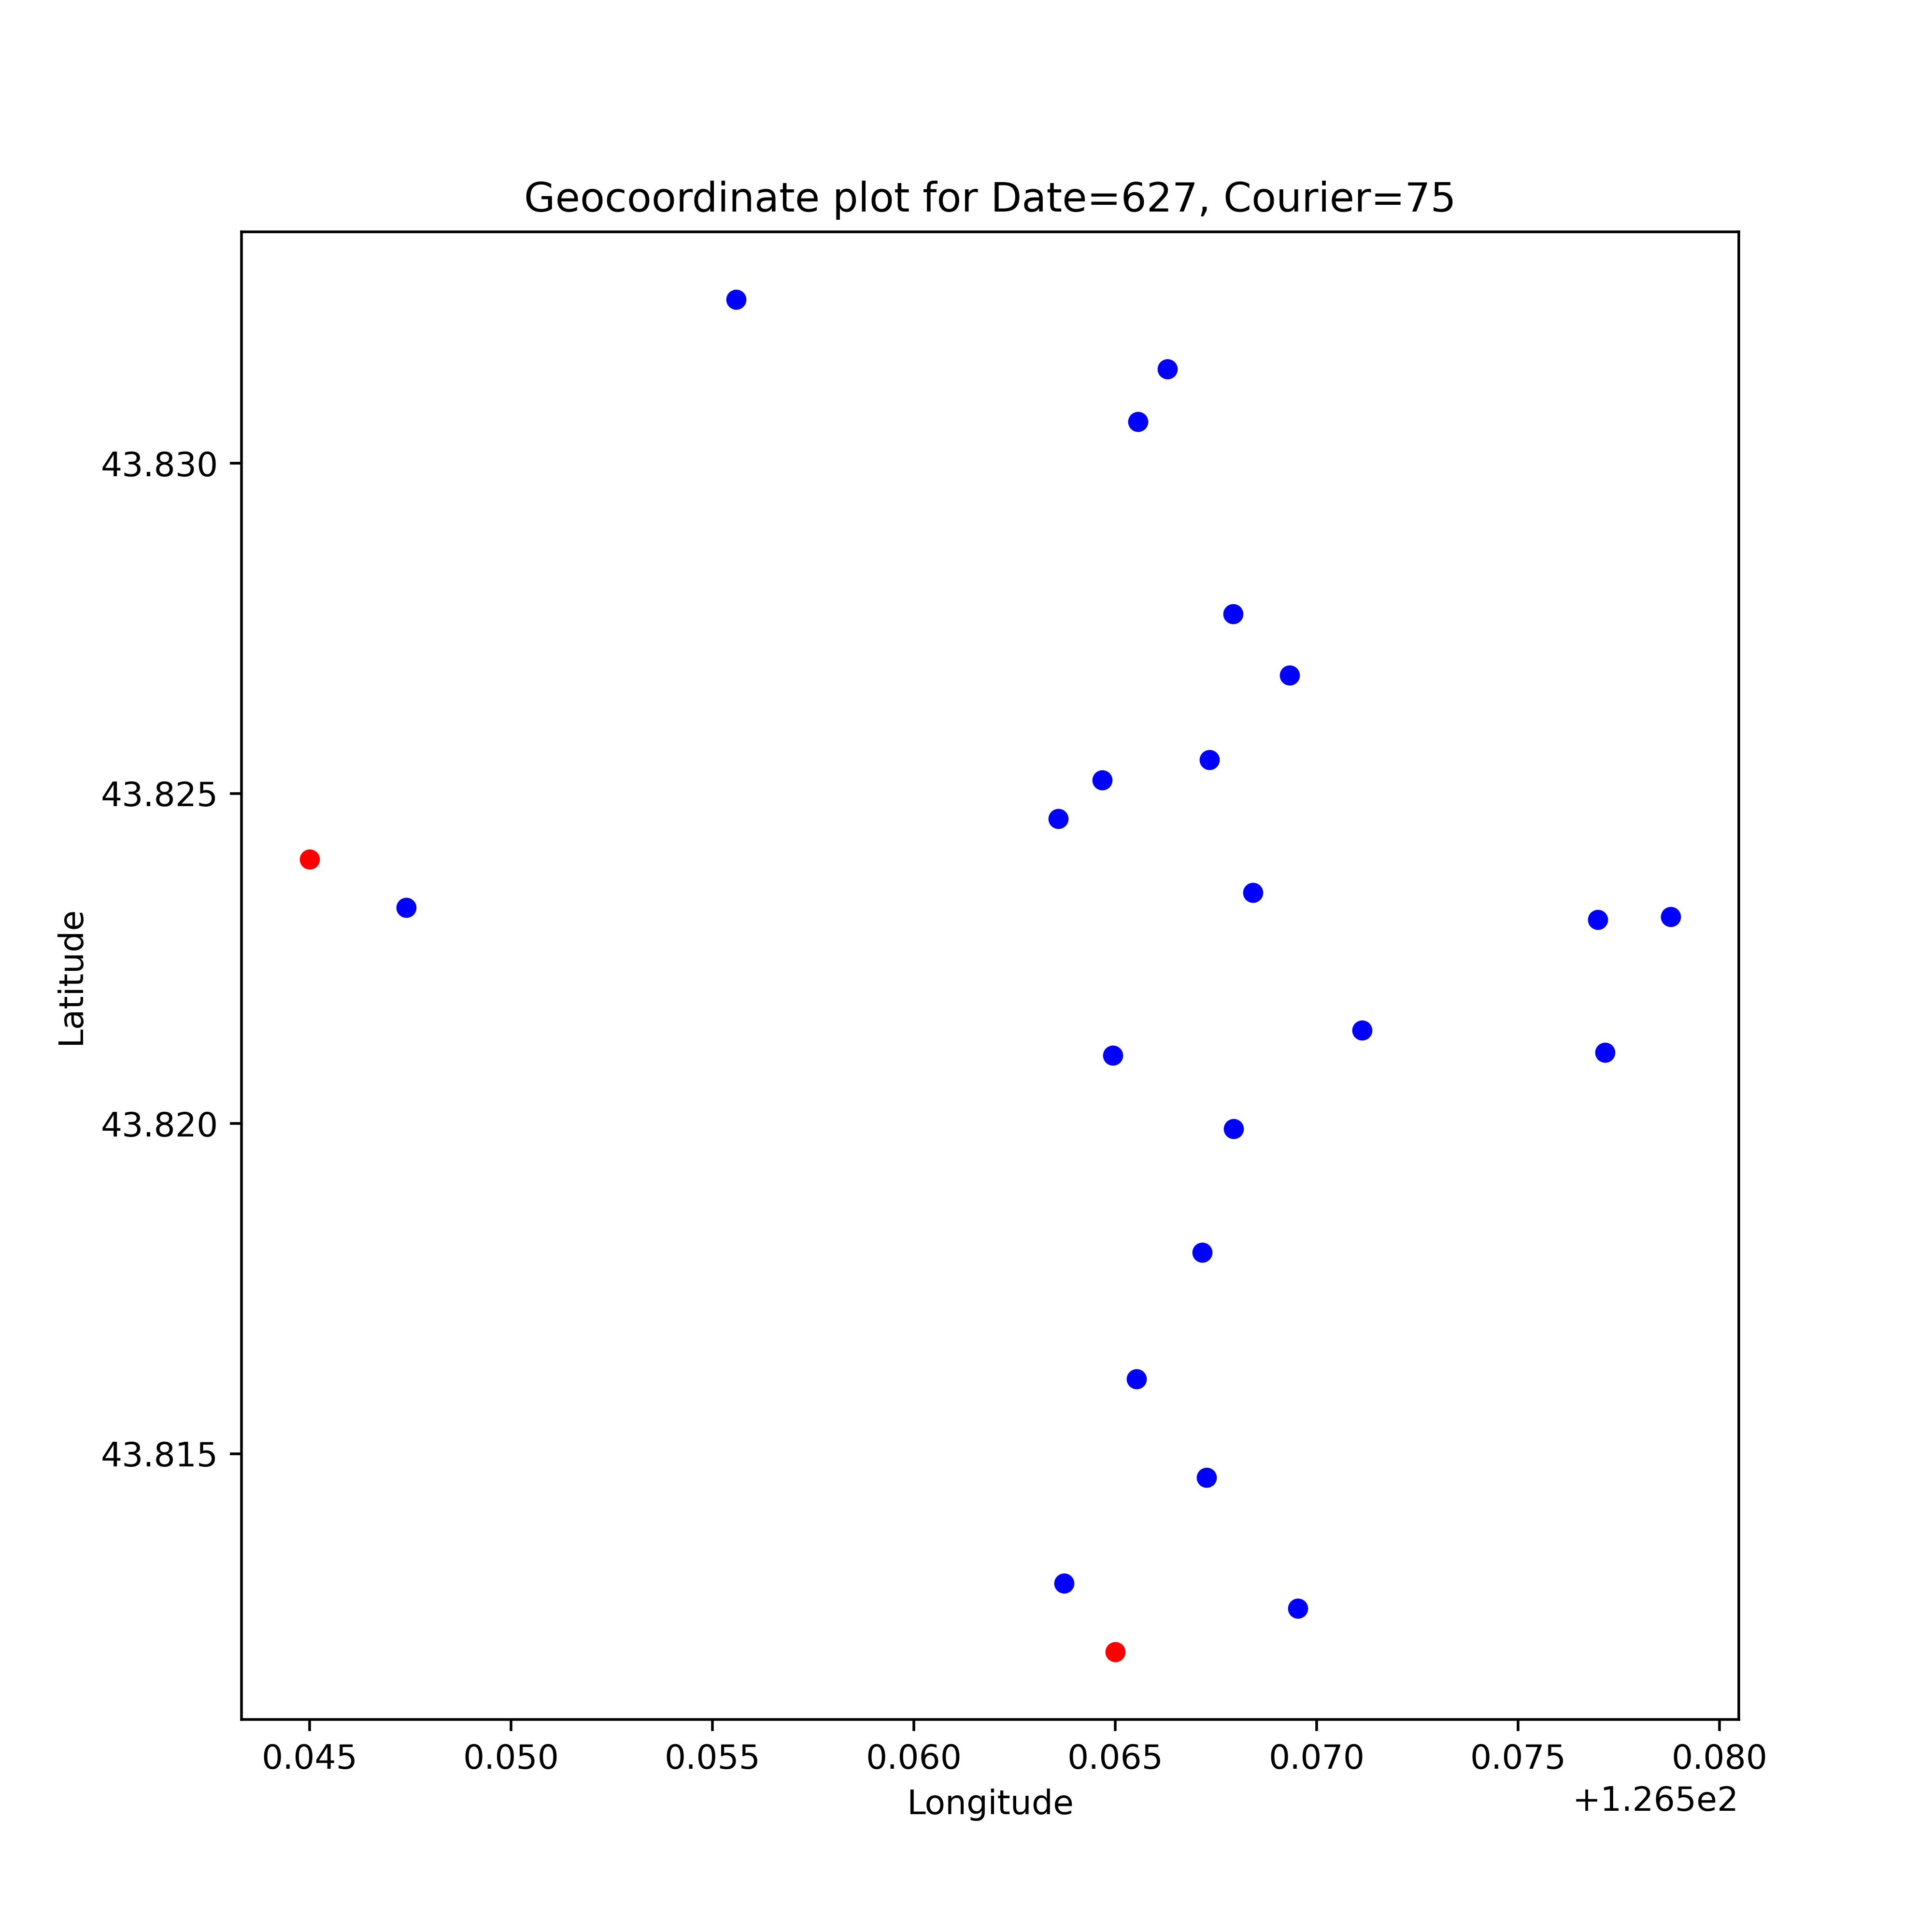 Geocoordinate plot for Date=627, Courier=75
43.830
43.825
43.820
43.815
Latitude
0.045 0.050 0.055 0.060 0.065 0.070 0.075 0.080
Longitude
+1.265e2